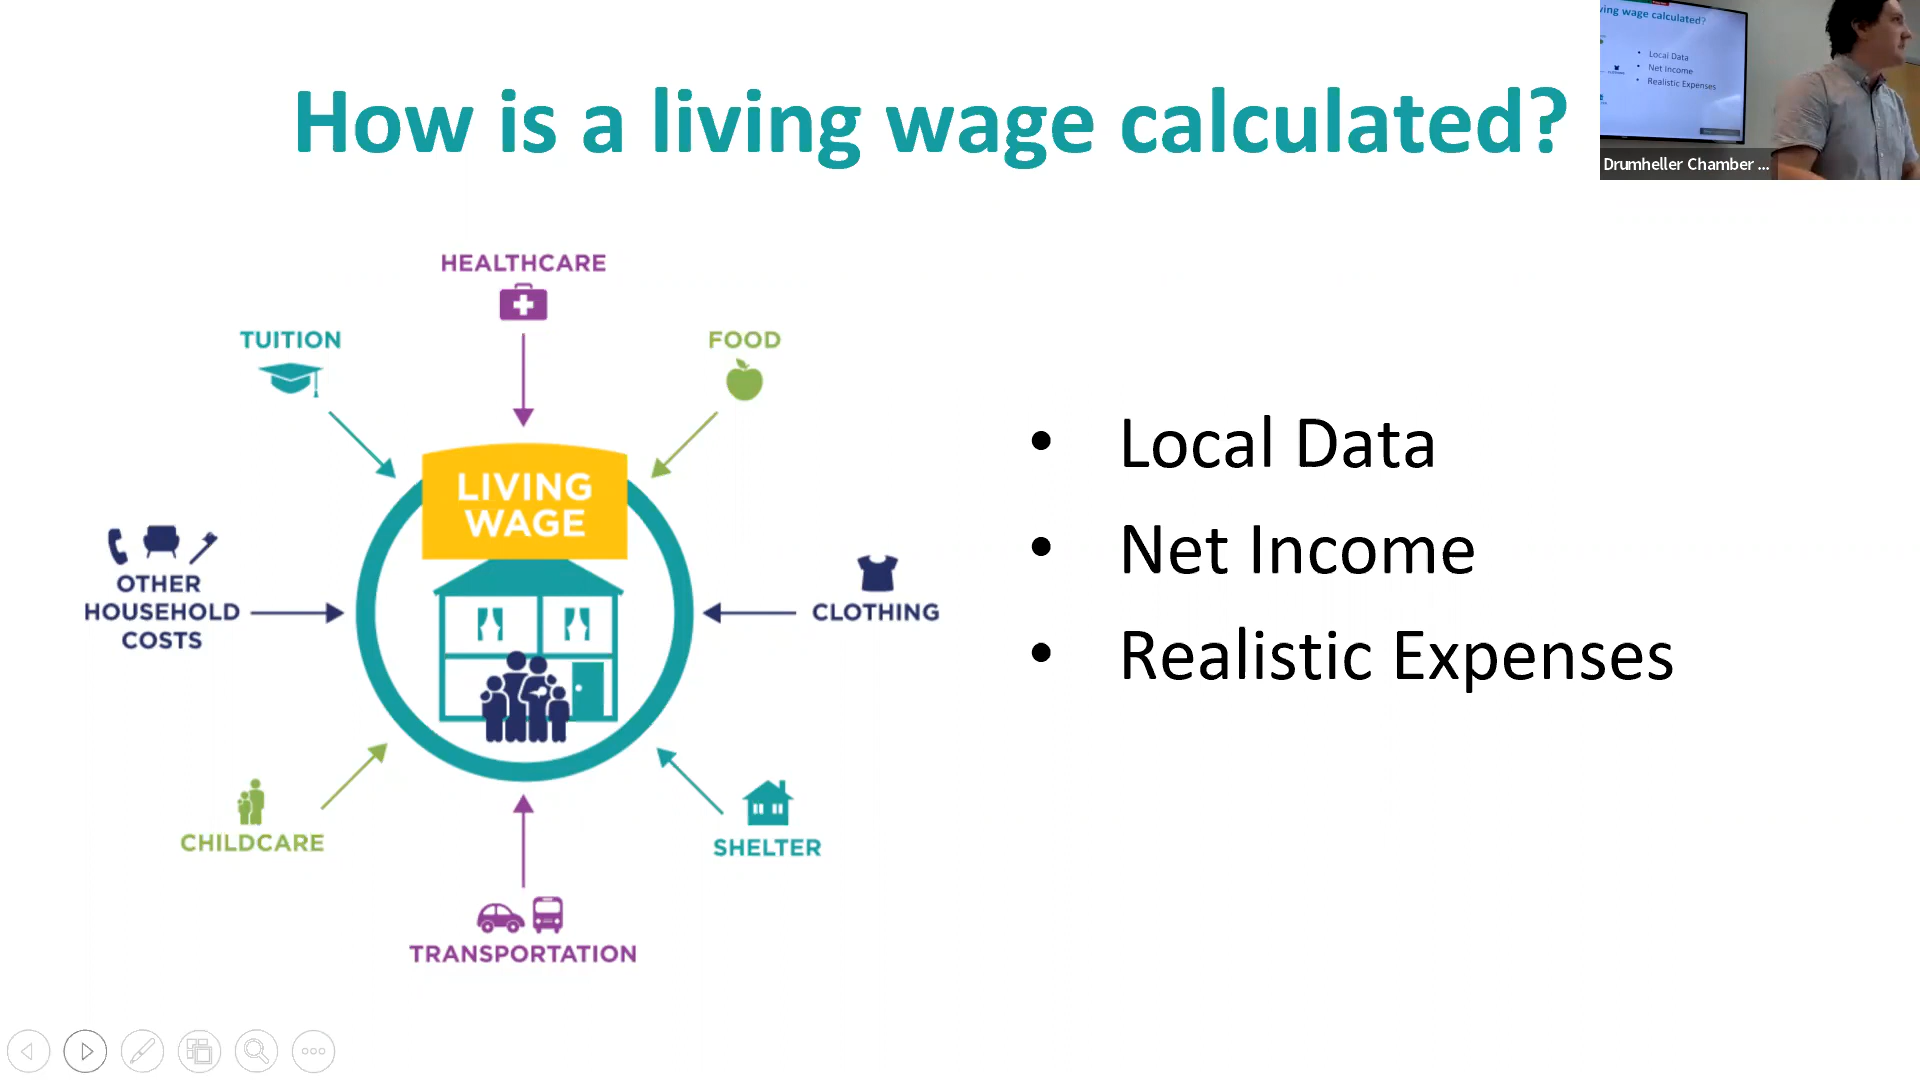 How is a living wage calculated?
ving wage calculated?
• Local Data
• Net Income
• Realistic Expenses
Drumheller Chamber ...
HEALTHCARE
TUITION
FOOD
LIVING
WAGE
OTHER
HOUSEHOLD
COSTS
CLOTHING
CHILDCARE
SHELTER
TRANSPORTATION
• Local Data
• Net Income
• Realistic Expenses